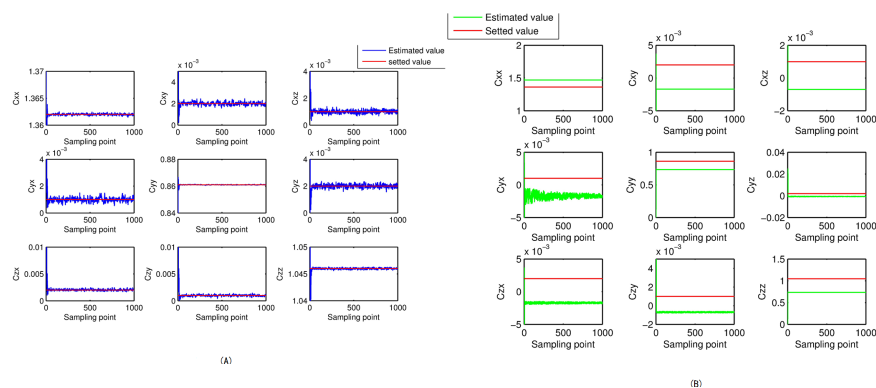 Estimated value
setted value
x 10⁻³
x 10⁻³
1.37
1.365
1.36
Cxx
0
500
1000
Sampling point
4
2
0
Cxy
0
500
1000
Sampling point
4
2
0
Cxz
0
500
1000
Sampling point
x 10⁻³
x 10⁻³
4
2
0
Cyx
0
500
1000
Sampling point
0.88
0.86
0.84
Cyy
0
500
1000
Sampling point
4
2
0
Cyz
0
500
1000
Sampling point
0.01
0.005
0
Czx
0
500
1000
Sampling point
0.01
0.005
0
Czy
0
500
1000
Sampling point
1.05
1.045
1.04
Czz
0
500
1000
Sampling point
(A)
Estimated value
Setted value
x 10⁻³
x 10⁻³
2
1.5
1
Cxx
0
500
1000
Sampling point
5
0
−5
Cxy
0
500
1000
Sampling point
2
0
−2
Cxz
0
500
1000
Sampling point
x 10⁻³
5
0
−5
Cyx
0
500
1000
Sampling point
1
0.5
0
Cyy
0
500
1000
Sampling point
0.04
0.02
0
−0.02
Cyz
0
500
1000
Sampling point
x 10⁻³
x 10⁻³
5
0
−5
Czx
0
500
1000
Sampling point
4
2
0
−2
Czy
0
500
1000
Sampling point
1.5
1
0.5
0
Czz
0
500
1000
Sampling point
(B)